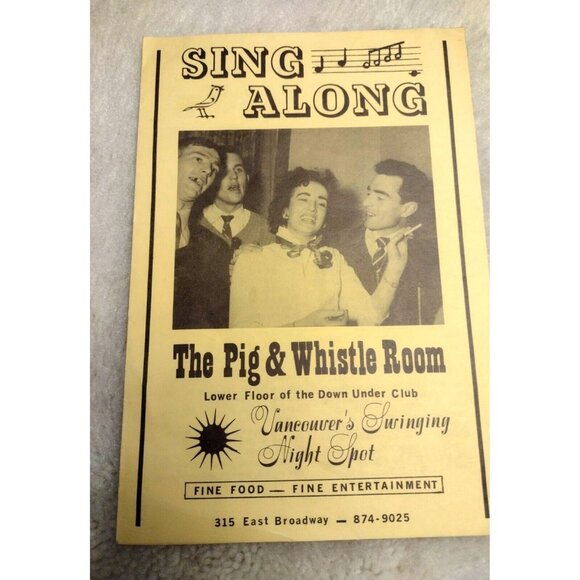 SING
ALONG
The Pig & Whistle Room
Lower Floor of the Down Under Club
Vancouver's Swinging
Night Spot
FINE FOOD — FINE ENTERTAINMENT
315 East Broadway — 874-9025